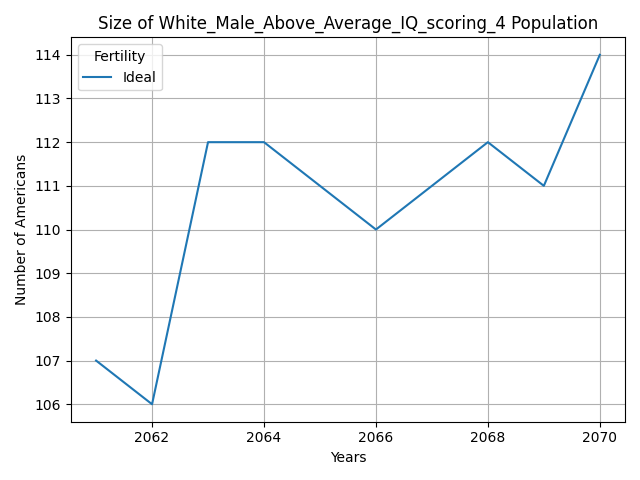 Size of White_Male_Above_Average_IQ_scoring_4 Population
Fertility
Ideal
Number of Americans
114
113
112
111
110
109
108
107
106
2062 2064 2066 2068 2070
Years